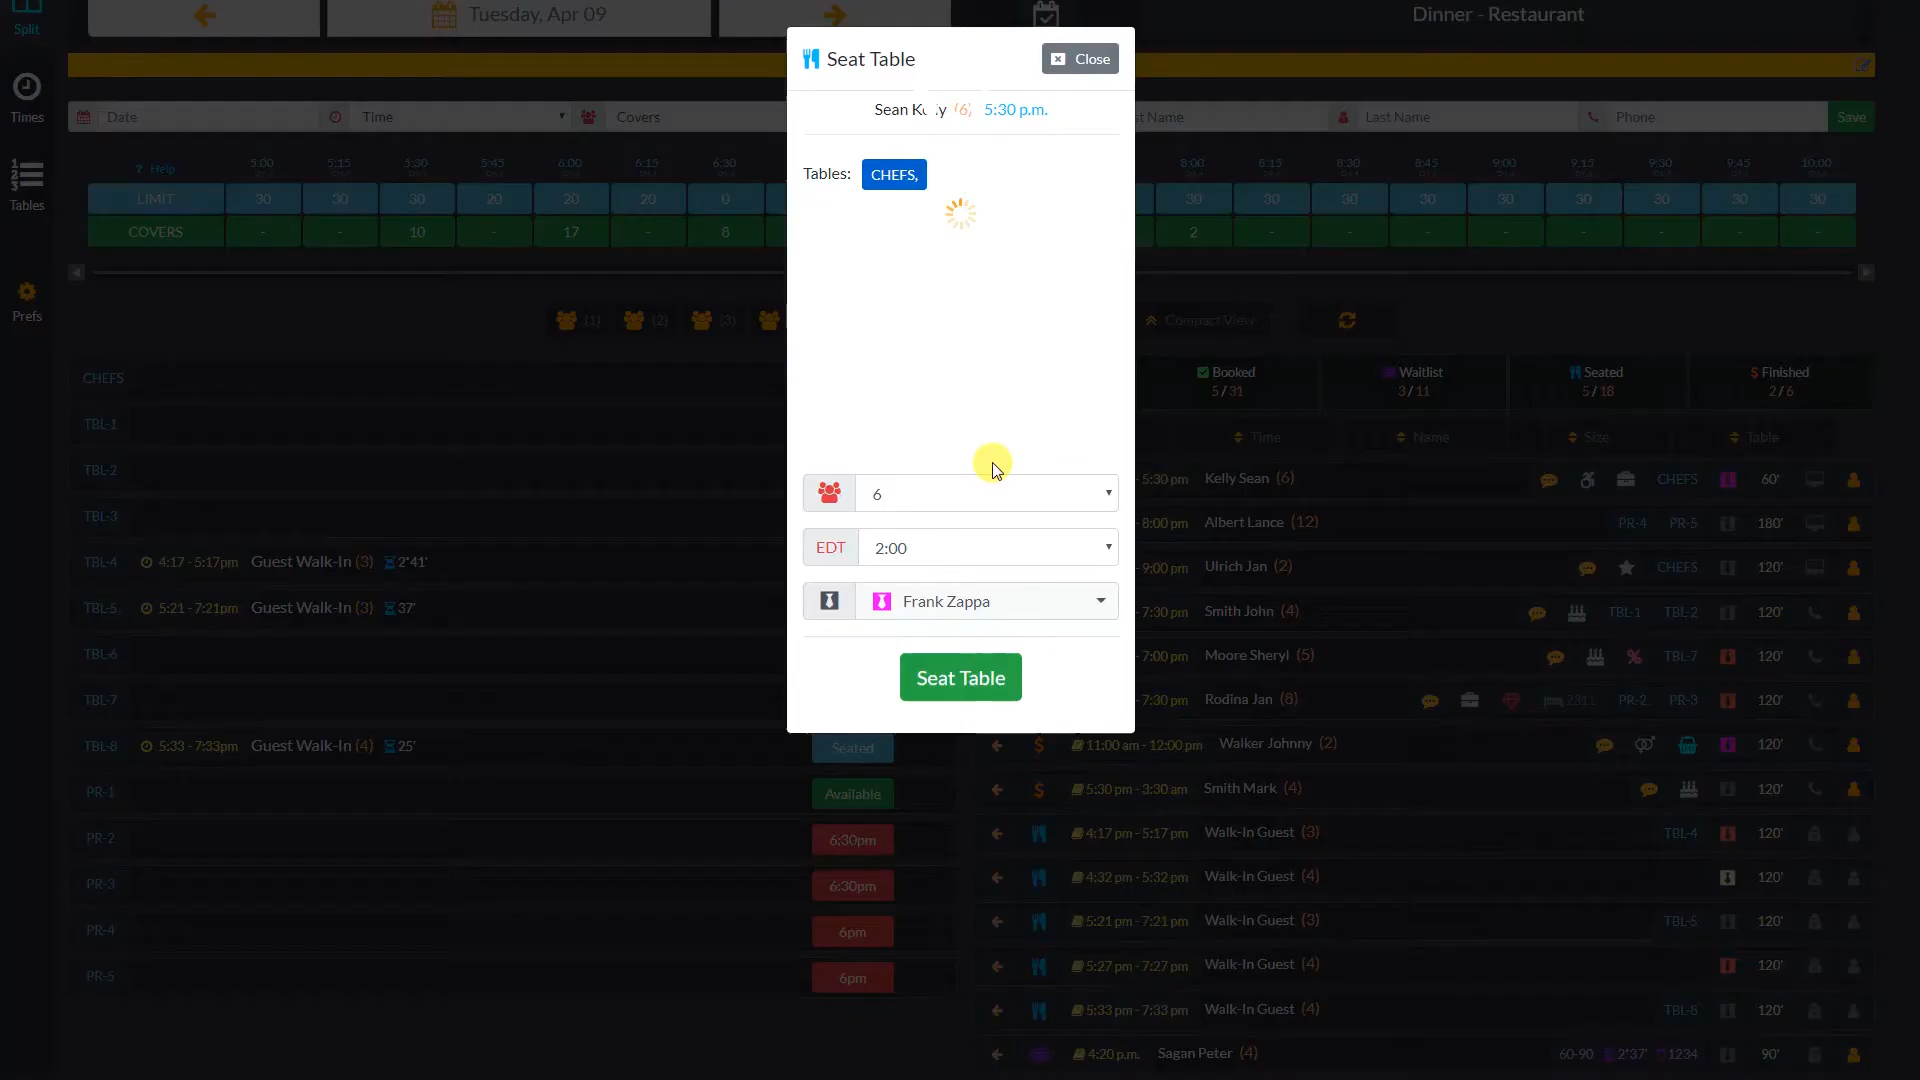 Split
Tuesday, Apr 09
Dinner - Restaurant
Seat Table
Close
Times
Date
Time
Covers
Last Name
Phone
Save
Sean
(6)
5:30 p.m.
? Help
5:00
5:15
5:30
5:45
6:00
6:15
6:30
8:00
8:15
8:30
8:45
9:00
9:15
9:30
9:45
10:00
Tables:
CHEFS,
LIMIT
30
30
30
20
20
20
0
30
30
30
30
30
30
30
30
30
Tables
COVERS
-
-
10
-
17
-
8
2
-
-
-
-
-
-
-
-
Prefs
(1)
(2)
(3)
Compact View
CHEFS
TBL-1
TBL-2
TBL-3
TBL-4 4:17 - 5:17pm Guest Walk-In (3) 2'41'
TBL-5 5:21 - 7:21pm Guest Walk-In (3) 37'
TBL-6
TBL-7
TBL-8 5:33 - 7:33pm Guest Walk-In (4) 25' Seated
PR-1 Available
PR-2 6:30pm
PR-3 6:30pm
PR-4 6pm
PR-5 6pm
6
EDT 2:00
Frank Zappa
Seat Table
Booked
5 / 31
Waitlist
3 / 11
Seated
5 / 18
Finished
2 / 6
Time
Name
Size
Table
5:30 pm Kelly Sean (6) CHEFS 60'
8:00 pm Albert Lance (12) PR-4 PR-5 180'
9:00 pm Ulrich Jan (2) CHEFS 120'
7:30 pm Smith John (4) TBL-1 TBL-2 120'
7:00 pm Moore Sheryl (5) TBL-7 120'
7:30 pm Rodina Jan (8) 2311 PR-2 PR-3 120'
11:00 am - 12:00 pm Walker Johnny (2) 120'
5:30 pm - 3:30 am Smith Mark (4) 120'
4:17 pm - 5:17 pm Walk-In Guest (3) TBL-4 120'
4:32 pm - 5:32 pm Walk-In Guest (4) 120'
5:21 pm - 7:21 pm Walk-In Guest (3) TBL-5 120'
5:27 pm - 7:27 pm Walk-In Guest (4) 120'
5:33 pm - 7:33 pm Walk-In Guest (4) TBL-8 120'
4:20 p.m. Sagan Peter (4) 60-90 2'37' 1234 90'